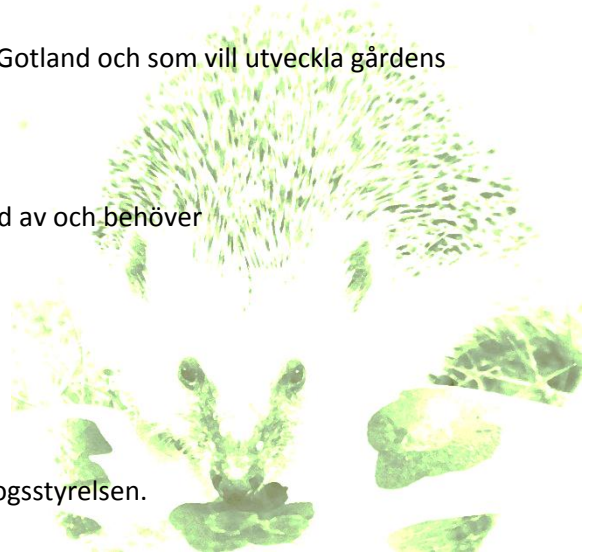 Gotland och som vill utveckla gårdens
d av och behöver
ogsstyrelsen.